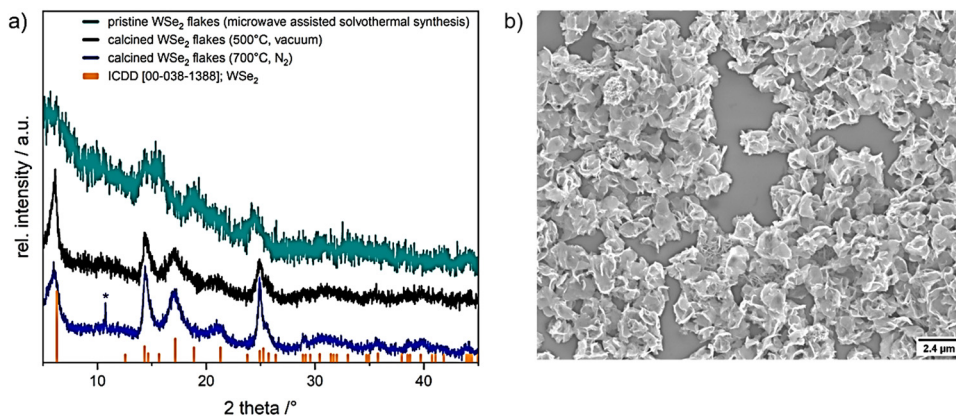 a)
pristine WSe₂ flakes (microwave assisted solvothermal synthesis)
calcined WSe₂ flakes (500°C, vacuum)
calcined WSe₂ flakes (700°C, N₂)
ICDD [00-038-1388]; WSe₂
rel. intensity / a.u.
*
10 20 30 40
2 theta /°
b)
2.4 µm